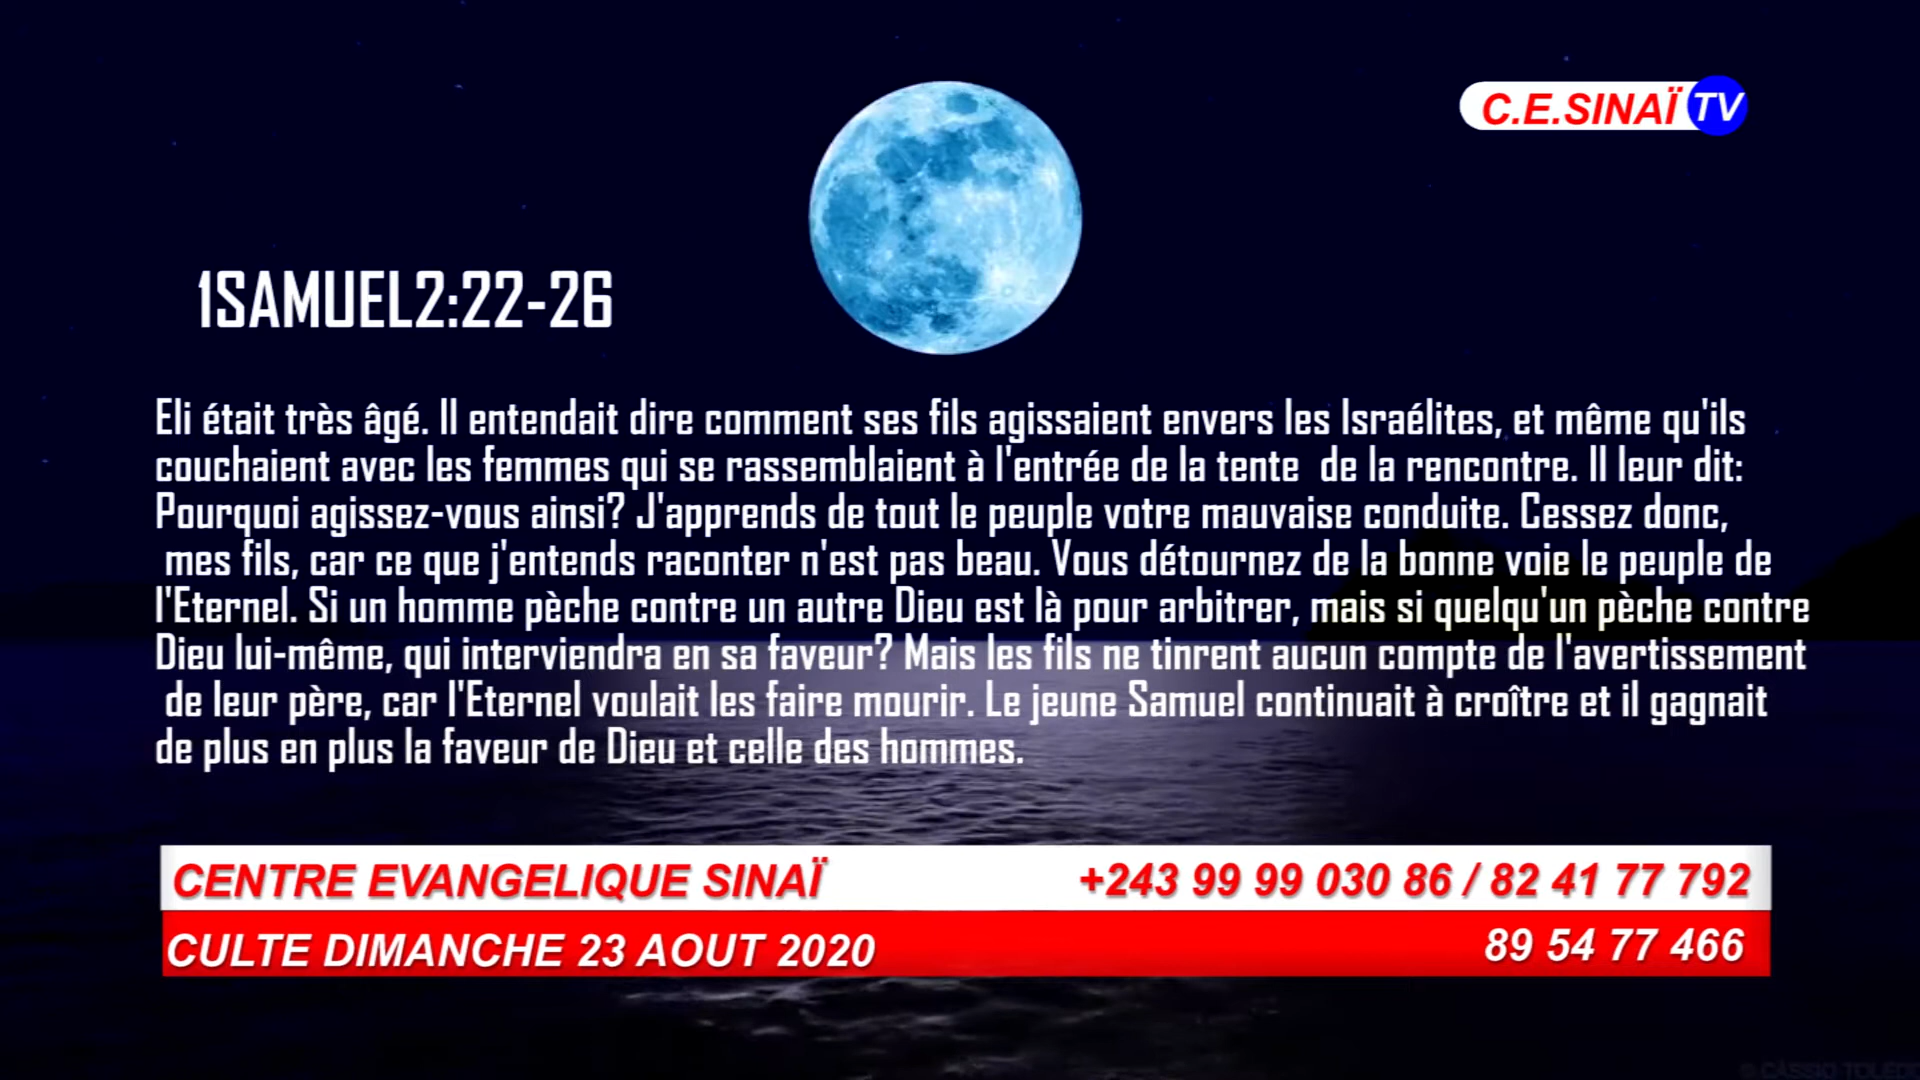 C.E.SINAÏ TV
1SAMUEL2:22-26
Eli était très âgé. Il entendait dire comment ses fils agissaient envers les Israélites, et même qu'ils
couchaient avec les femmes qui se rassemblaient à l'entrée de la tente  de la rencontre. Il leur dit:
Pourquoi agissez-vous ainsi? J'apprends de tout le peuple votre mauvaise conduite. Cessez donc,
mes fils, car ce que j'entends raconter n'est pas beau. Vous détournez de la bonne voie le peuple de
l'Eternel. Si un homme pèche contre un autre Dieu est là pour arbitrer, mais si quelqu'un pèche contre
Dieu lui-même, qui interviendra en sa faveur? Mais les fils ne tinrent aucun compte de l'avertissement
de leur père, car l'Eternel voulait les faire mourir. Le jeune Samuel continuait à croître et il gagnait
de plus en plus la faveur de Dieu et celle des hommes.
CENTRE EVANGELIQUE SINAÏ +243 99 99 030 86 / 82 41 77 792
CULTE DIMANCHE 23 AOUT 2020 89 54 77 466
© CÁSSIO TOLEDO